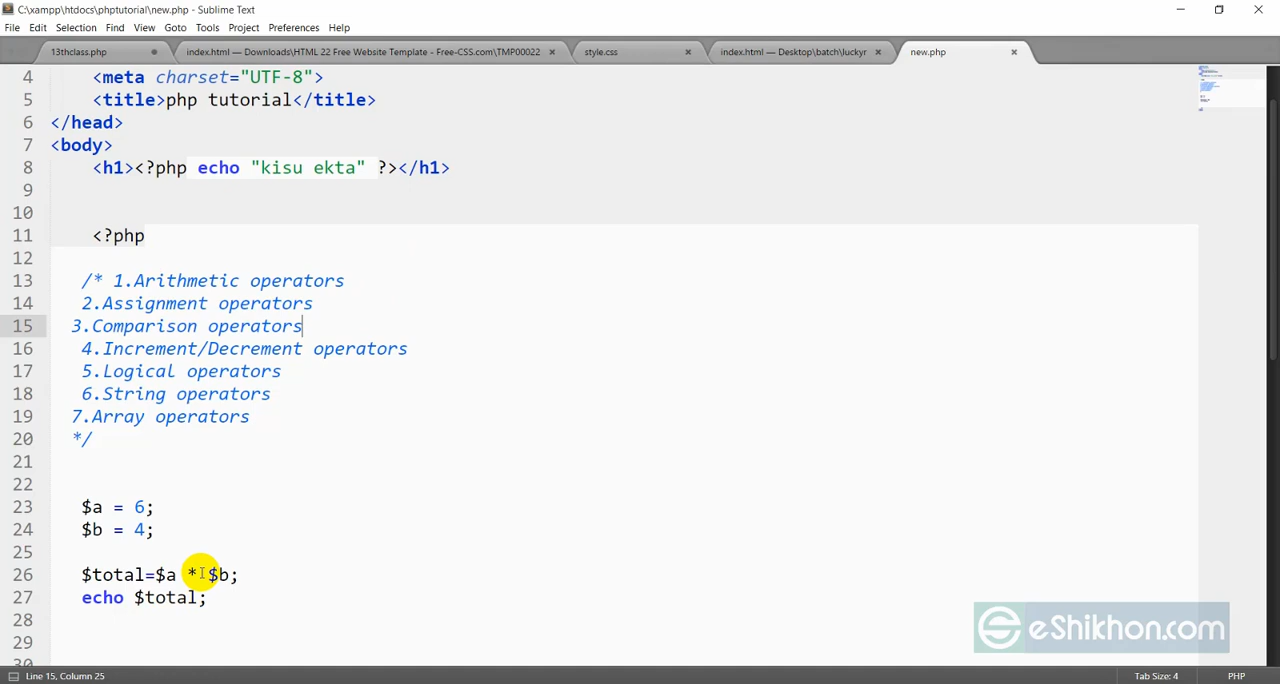 C:\xampp\htdocs\phptutorial\new.php - Sublime Text
File Edit Selection Find View Goto Tools Project Preferences Help
13thclass.php index.html — Downloads\HTML 22 Free Website Template - Free-CSS.com\TMP00022 style.css index.html — Desktop\batch\luckyr new.php
4 <meta charset="UTF-8">
5 <title>php tutorial</title>
6 </head>
7 <body>
8 <h1><?php echo "kisu ekta" ?></h1>
9
10
11 <?php
12
13 /* 1.Arithmetic operators
14 2.Assignment operators
15 3.Comparison operators
16 4.Increment/Decrement operators
17 5.Logical operators
18 6.String operators
19 7.Array operators
20 */
21
22
23 $a = 6;
24 $b = 4;
25
26 $total=$a * $b;
27 echo $total;
28
29
30
eShikhon.com
Line 15, Column 25 Tab Size: 4 PHP